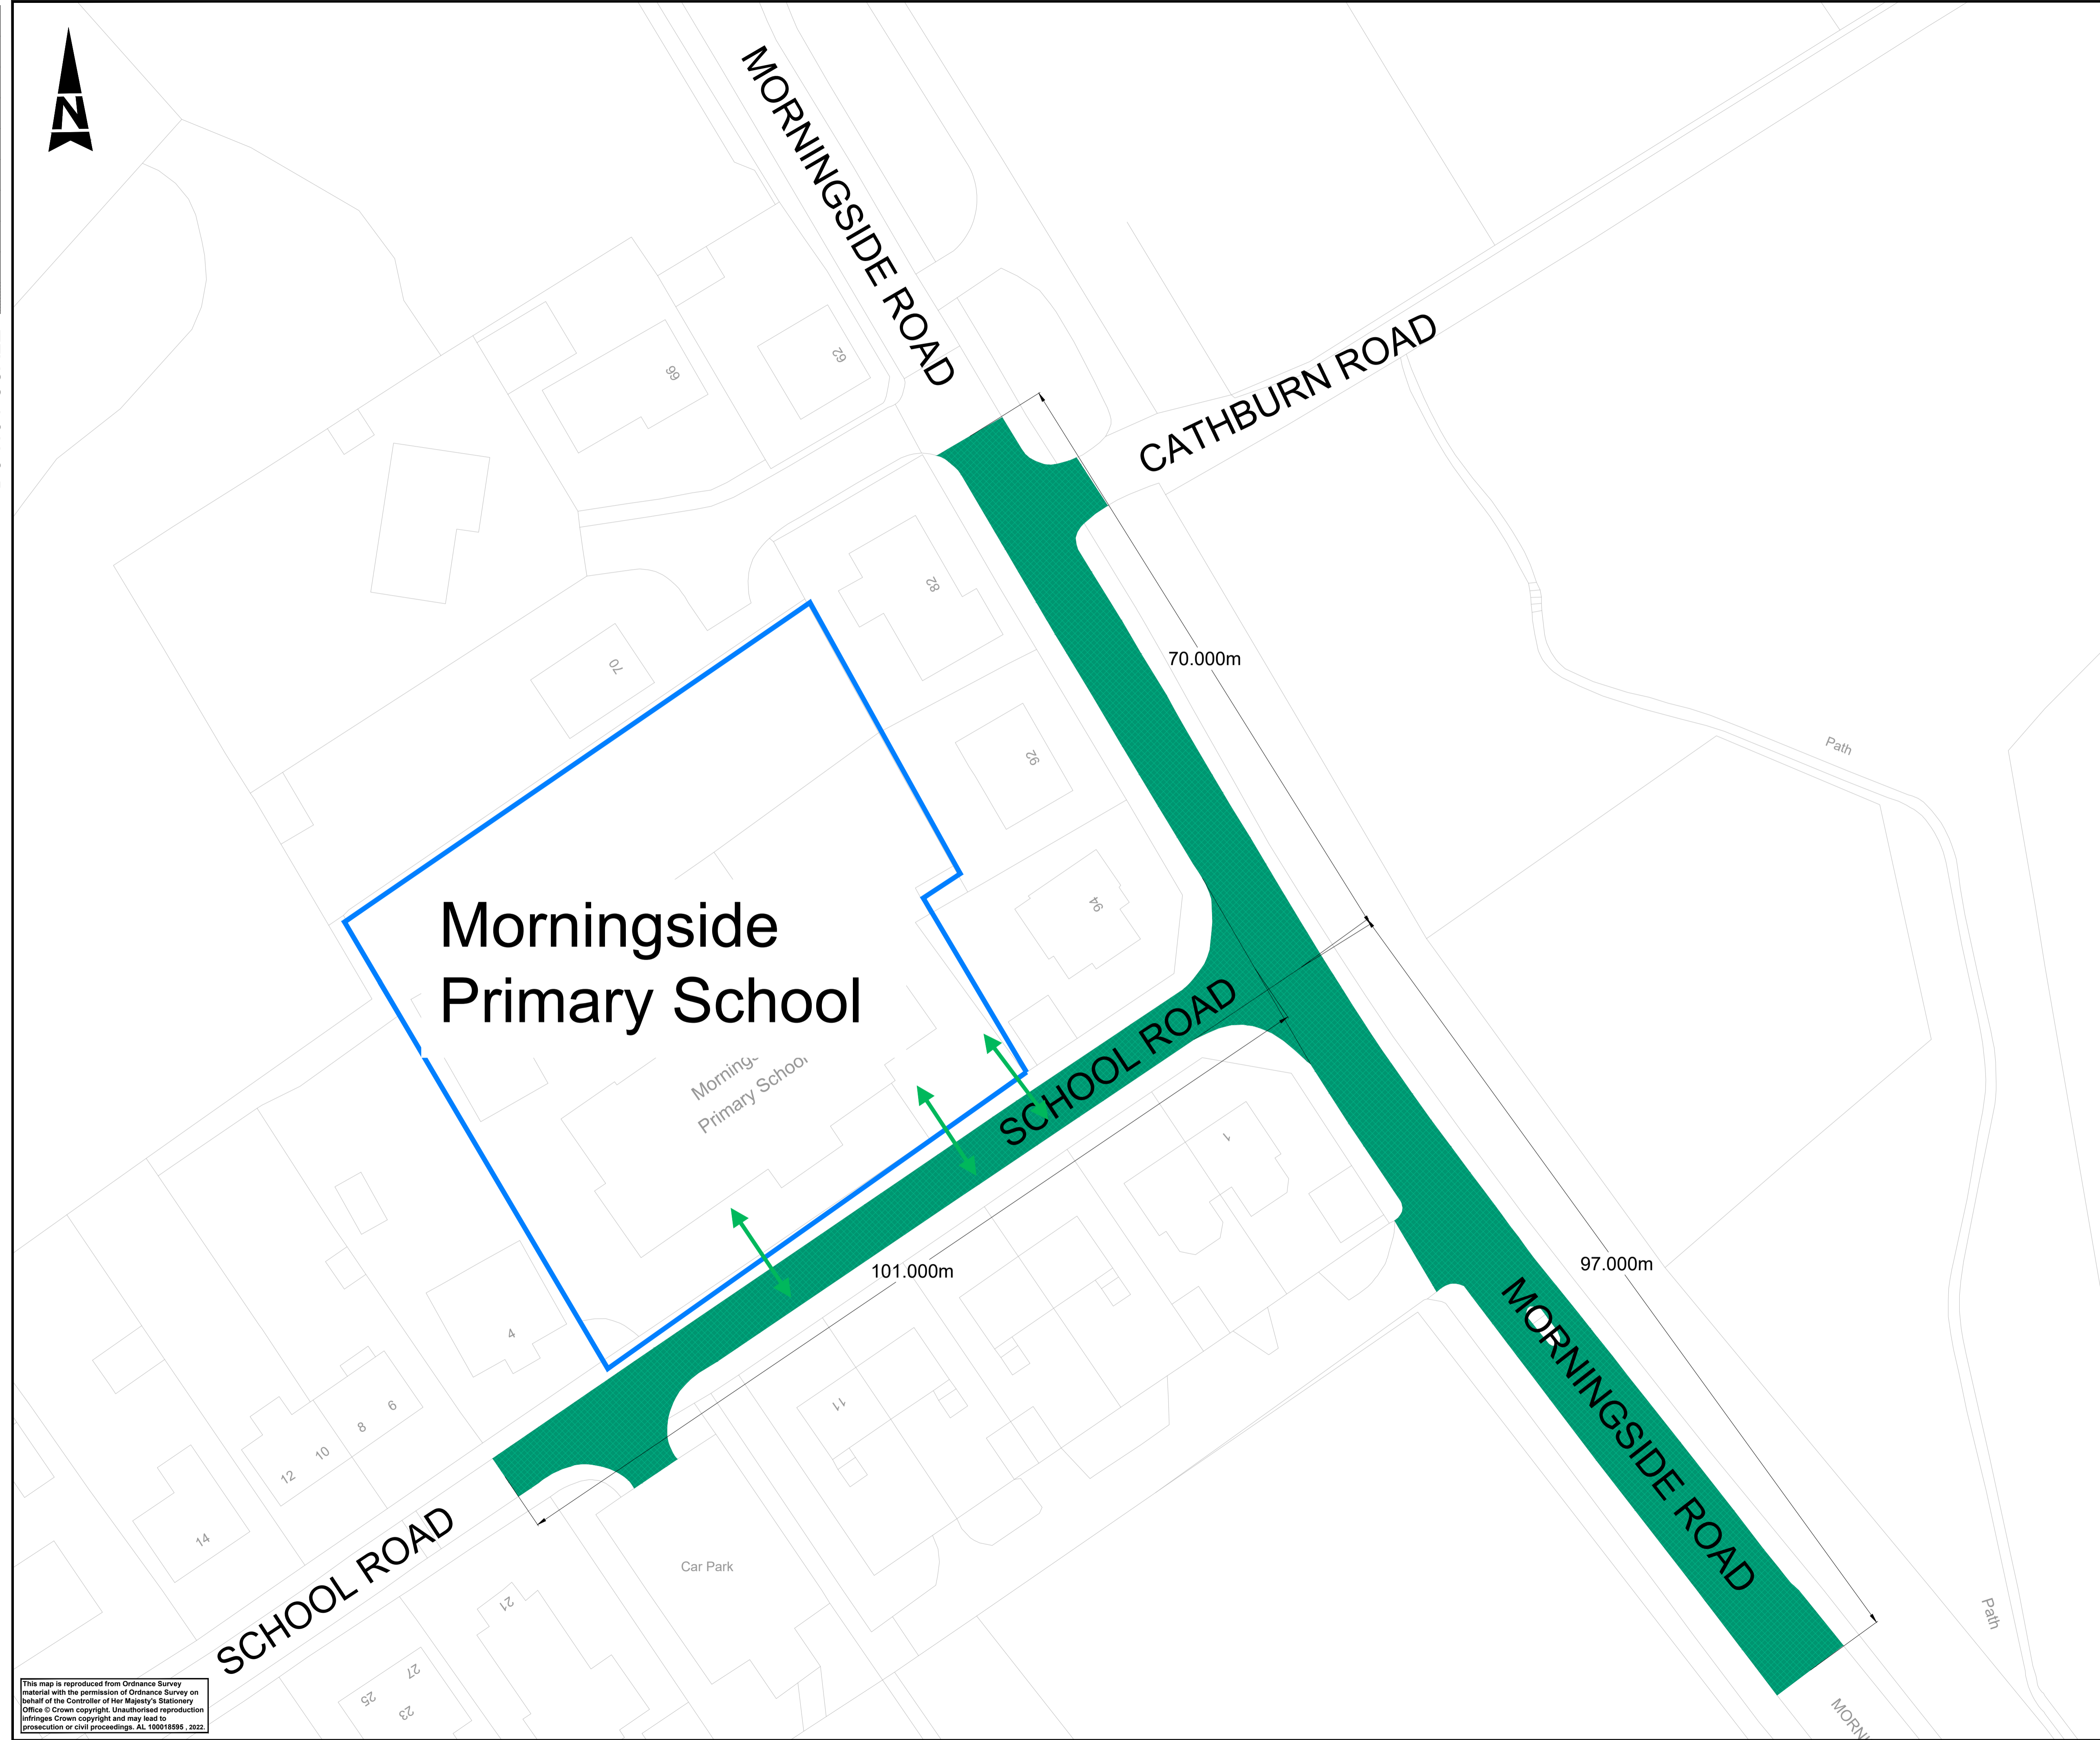 N
MORNINGSIDE ROAD
CATHBURN ROAD
62
66
82
70.000m
70
Path
92
94
Morningside
Primary School
SCHOOL ROAD
Primary School
1
97.000m
101.000m
MORNINGSIDE ROAD
4
11
6
8
10
12
14
Car Park
SCHOOL ROAD
21
Path
27
25
23
This map is reproduced from Ordnance Survey
material with the permission of Ordnance Survey on
behalf of the Controller of Her Majesty's Stationery
Office © Crown copyright. Unauthorised reproduction
infringes Crown copyright and may lead to
prosecution or civil proceedings. AL 100018595 , 2022.